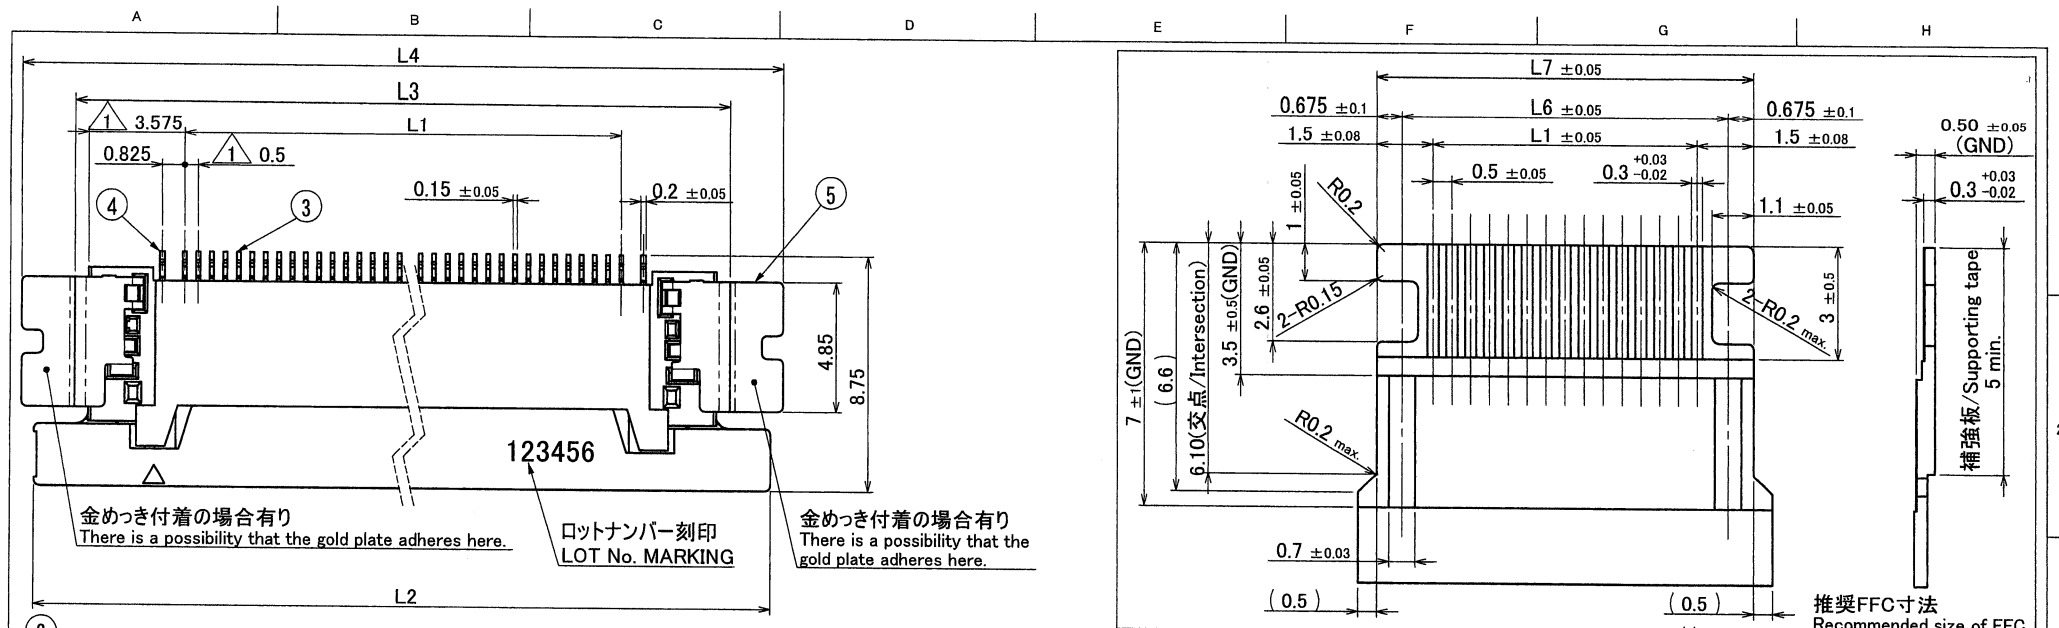 A B C D E F G H
L4
L3
1 3.575
L1
0.825
1 0.5
0.15 ±0.05
0.2 ±0.05
4
3
5
4.85
8.75
123456
金めっき付着の場合有り
There is a possibility that the gold plate adheres here.
ロットナンバー刻印
LOT No. MARKING
金めっき付着の場合有り
There is a possibility that the
gold plate adheres here.
L2
L7 ±0.05
0.675 ±0.1
L6 ±0.05
0.675 ±0.1
1.5 ±0.08
L1 ±0.05
1.5 ±0.08
0.5 ±0.05
0.3 +0.03 -0.02
1.1 ±0.05
R0.2
1 ±0.05
2-R0.15
2.6 ±0.05
3.5 ±0.5(GND)
6.10(交点/Intersection)
(6.6)
7 ±1(GND)
R0.2 max.
2-R0.2 max.
3 ±0.5
0.7 ±0.03
(0.5)
(0.5)
0.50 ±0.05
(GND)
0.3 +0.03 -0.02
補強板/Supporting tape
5 min.
推奨FFC寸法
Recommended size of FFC